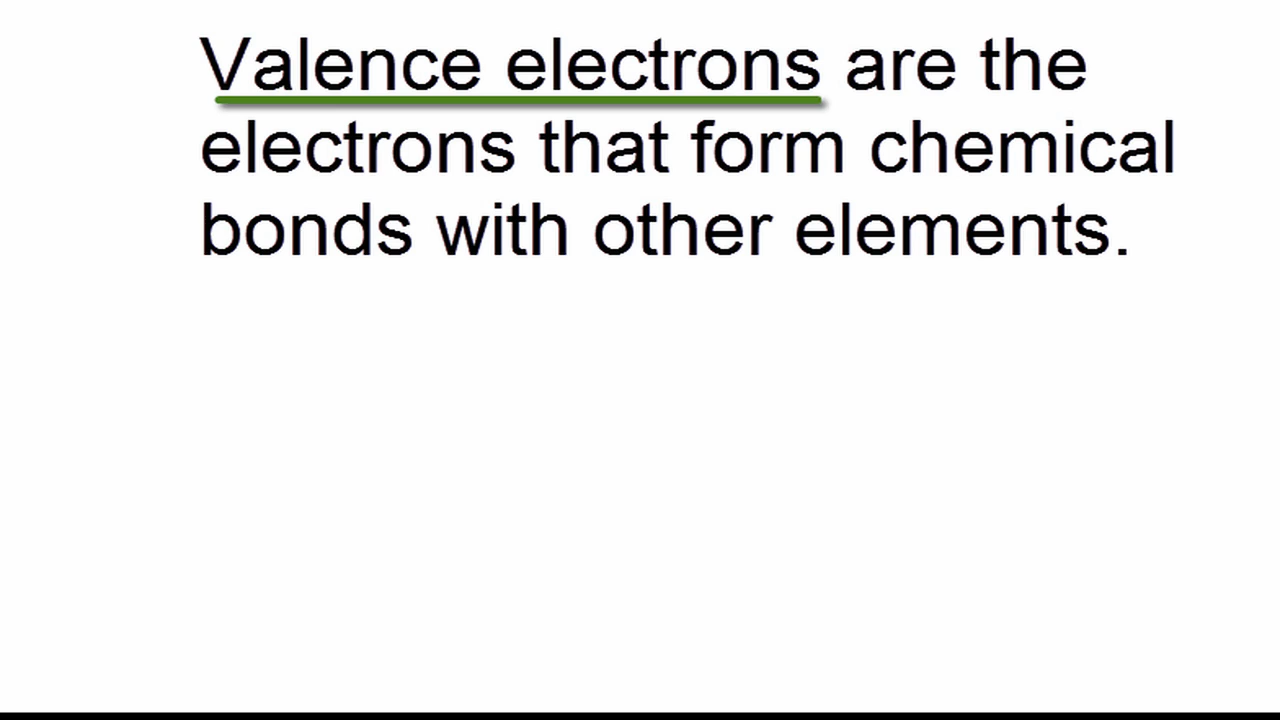 Valence electrons are the
electrons that form chemical
bonds with other elements.